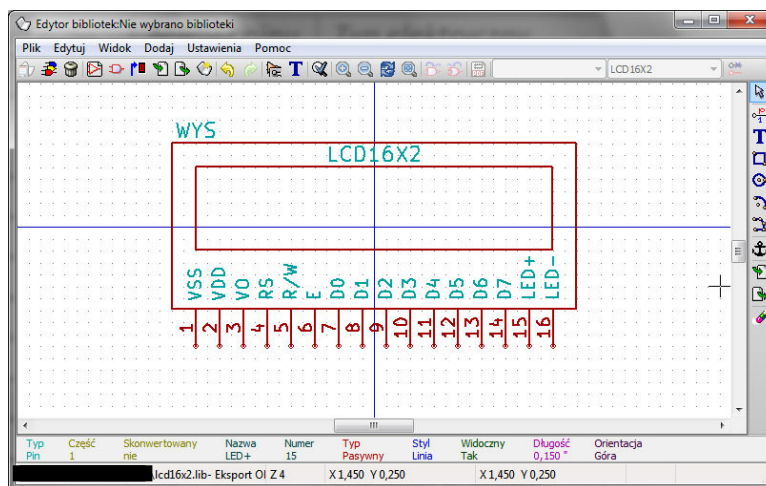 Edytor bibliotek:Nie wybrano biblioteki
Plik Edytuj Widok Dodaj Ustawienia Pomoc
LCD16X2
WYS
LCD16X2
VSS VDD VO RS R/W E D0 D1 D2 D3 D4 D5 D6 D7 LED+ LED-
1 2 3 4 5 6 7 8 9 10 11 12 13 14 15 16
Typ Część Skonwertowany Nazwa Numer Typ Styl Widoczny Długość Orientacja
Pin 1 nie LED+ 15 Pasywny Linia Tak 0,150 " Góra
\lcd16x2.lib- Eksport OI Z 4 X 1,450 Y 0,250 X 1,450 Y 0,250